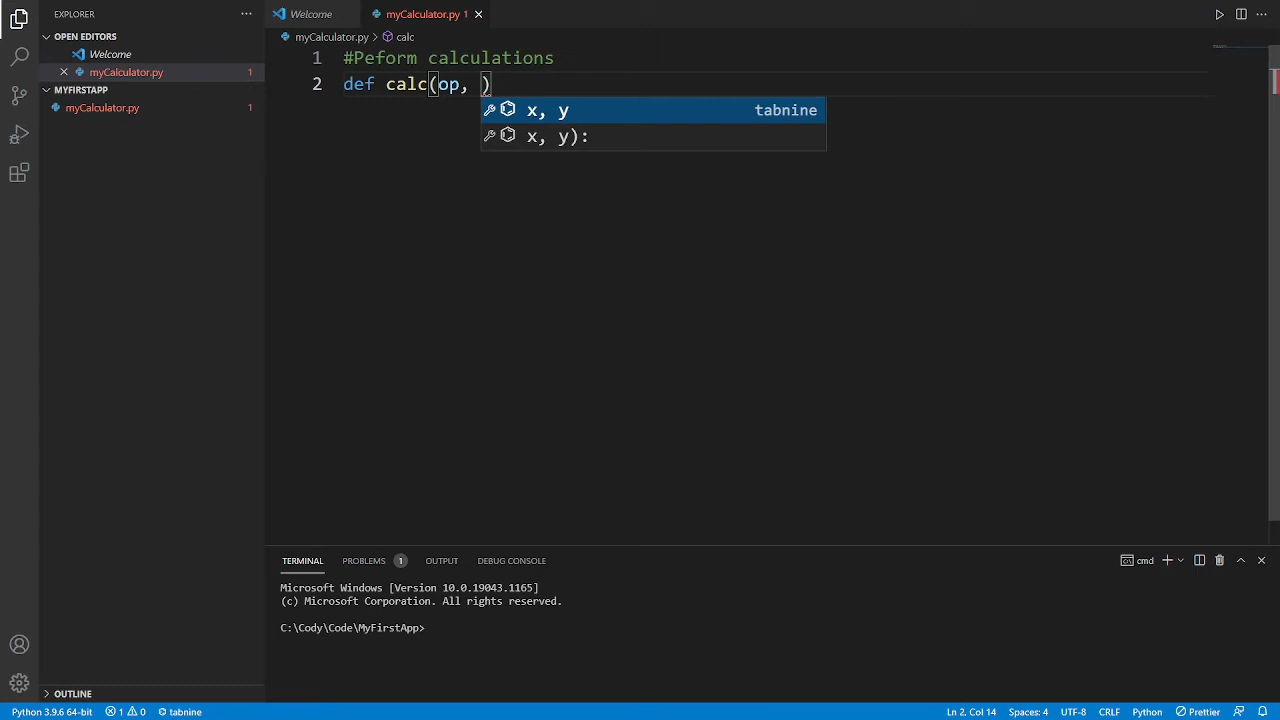 EXPLORER
···
Welcome
myCalculator.py 1
OPEN EDITORS
myCalculator.py > calc
Welcome
1 #Peform calculations
myCalculator.py 1
2 def calc(op, )
MYFIRSTAPP
myCalculator.py 1
x, y tabnine
x, y):
TERMINAL PROBLEMS 1 OUTPUT DEBUG CONSOLE
cmd
Microsoft Windows [Version 10.0.19043.1165]
(c) Microsoft Corporation. All rights reserved.
C:\Cody\Code\MyFirstApp>
OUTLINE
Python 3.9.6 64-bit 1 0 tabnine Ln 2, Col 14 Spaces: 4 UTF-8 CRLF Python Prettier